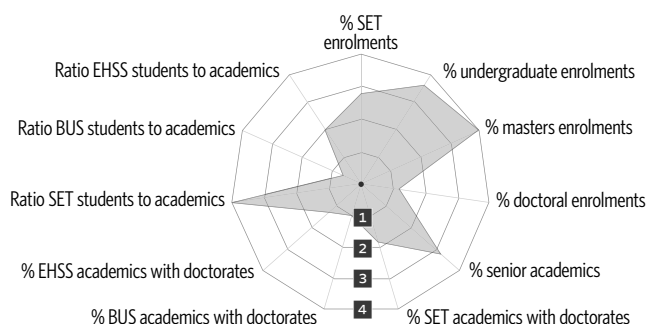 % SET
enrolments
% undergraduate enrolments
% masters enrolments
% doctoral enrolments
% senior academics
% SET academics with doctorates
% BUS academics with doctorates
% EHSS academics with doctorates
Ratio SET students to academics
Ratio BUS students to academics
Ratio EHSS students to academics
1
2
3
4